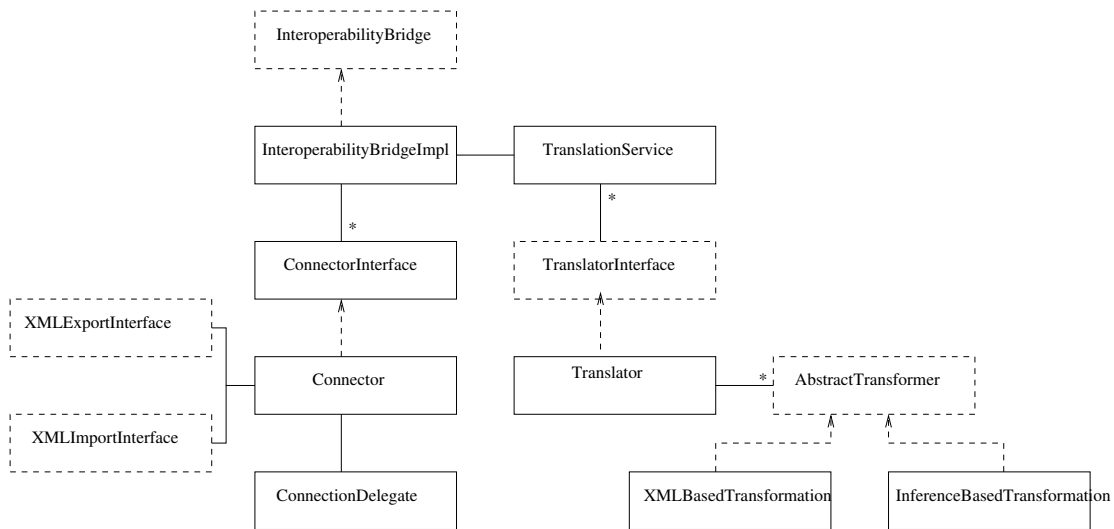 InteroperabilityBridge
InteroperabilityBridgeImpl
TranslationService
*
*
ConnectorInterface
TranslatorInterface
XMLExportInterface
Connector
Translator
*
AbstractTransformer
XMLImportInterface
ConnectionDelegate
XMLBasedTransformation
InferenceBasedTransformation